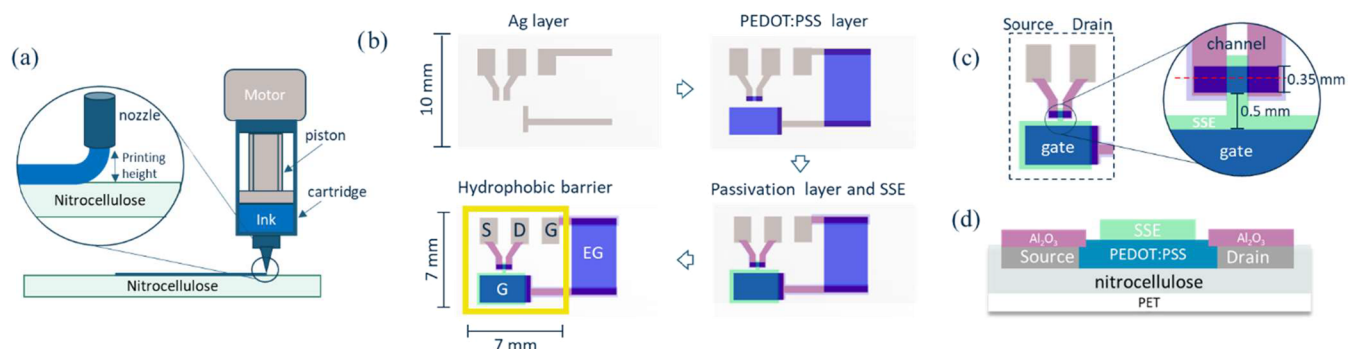 (a)
Motor
nozzle
Printing
height
Nitrocellulose
piston
cartridge
Ink
Nitrocellulose
(b)
Ag layer
10 mm
PEDOT:PSS layer
Hydrophobic barrier
7 mm
S D G
EG
G
7 mm
Passivation layer and SSE
(c)
Source Drain
gate
channel
0.35 mm
0.5 mm
SSE
gate
(d)
SSE
Al₂O₃
PEDOT:PSS
Al₂O₃
Source
Drain
nitrocellulose
PET